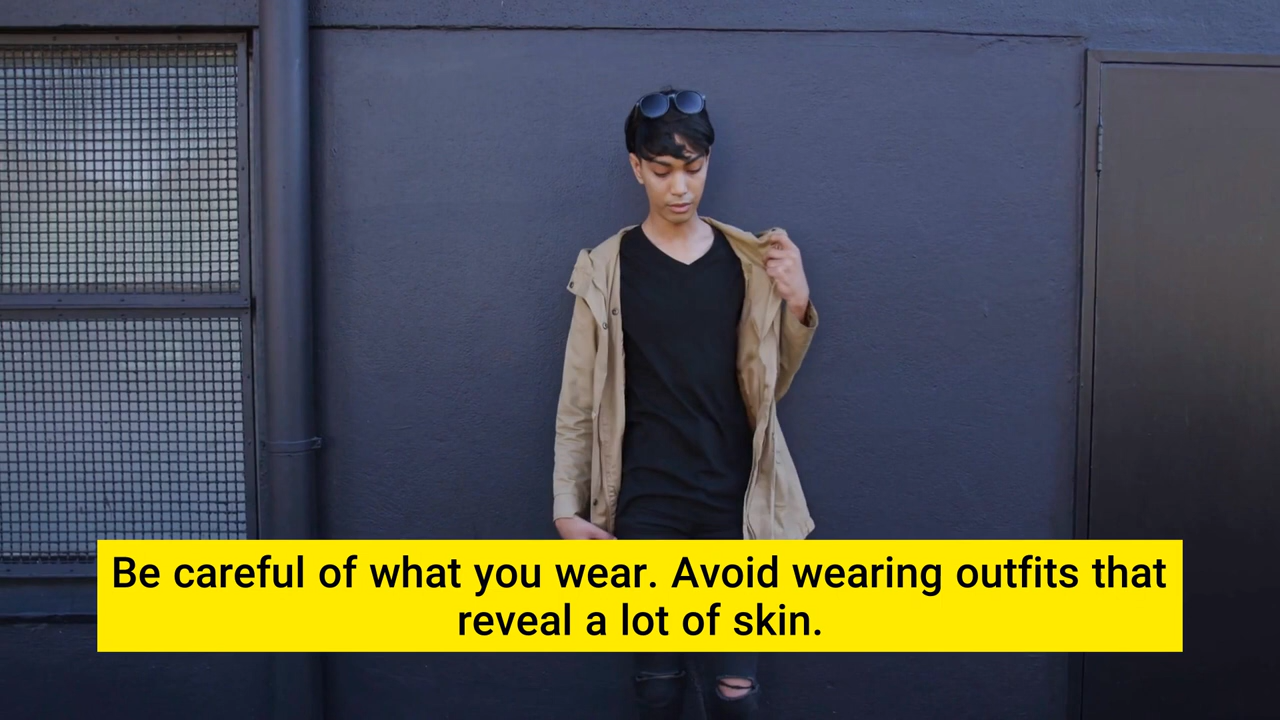 Be careful of what you wear. Avoid wearing outfits that
reveal a lot of skin.